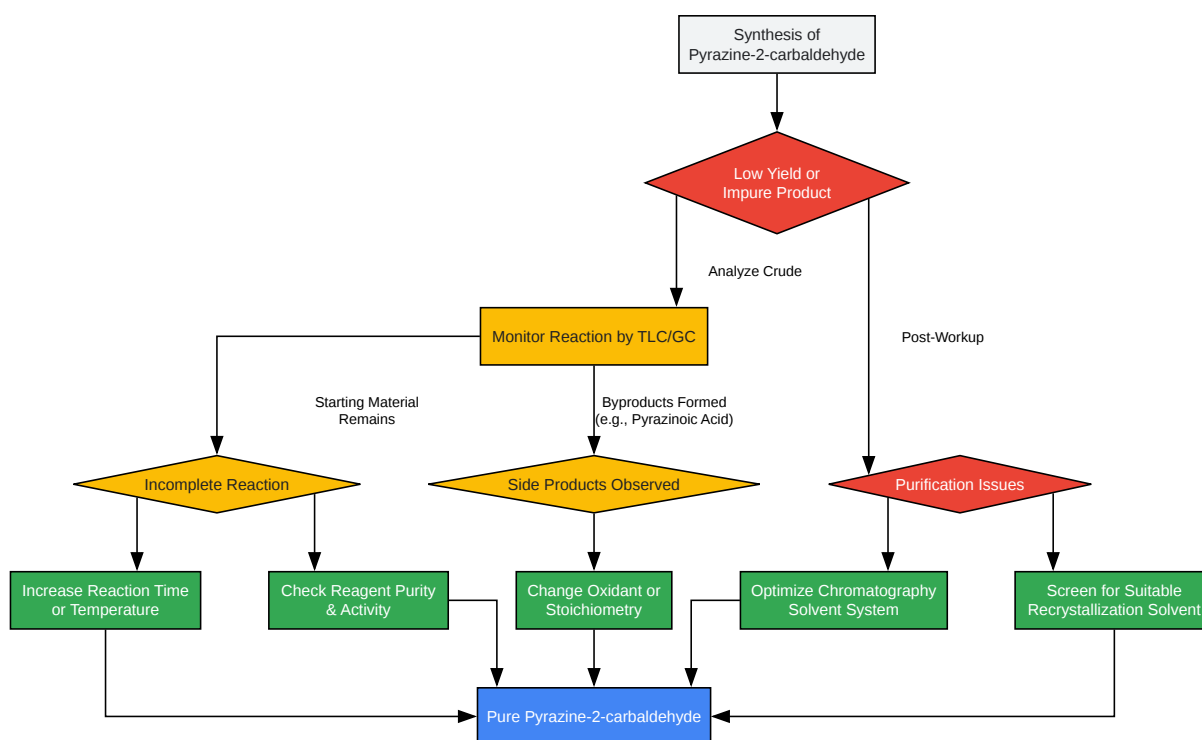 Synthesis of
Pyrazine-2-carbaldehyde
Low Yield or
Impure Product
Analyze Crude
Monitor Reaction by TLC/GC
Post-Workup
Starting Material
Remains
Byproducts Formed
(e.g., Pyrazinoic Acid)
Incomplete Reaction
Side Products Observed
Purification Issues
Increase Reaction Time
or Temperature
Check Reagent Purity
& Activity
Change Oxidant or
Stoichiometry
Optimize Chromatography
Solvent System
Screen for Suitable
Recrystallization Solvent
Pure Pyrazine-2-carbaldehyde